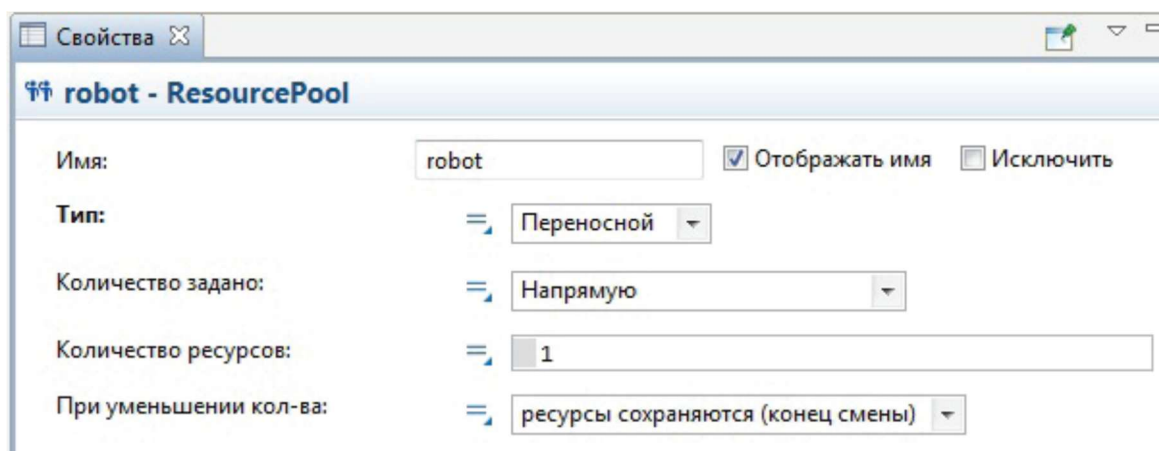 Свойства
robot - ResourcePool
Имя: robot Отображать имя Исключить
Тип: Переносной
Количество задано: Напрямую
Количество ресурсов: 1
При уменьшении кол-ва: ресурсы сохраняются (конец смены)